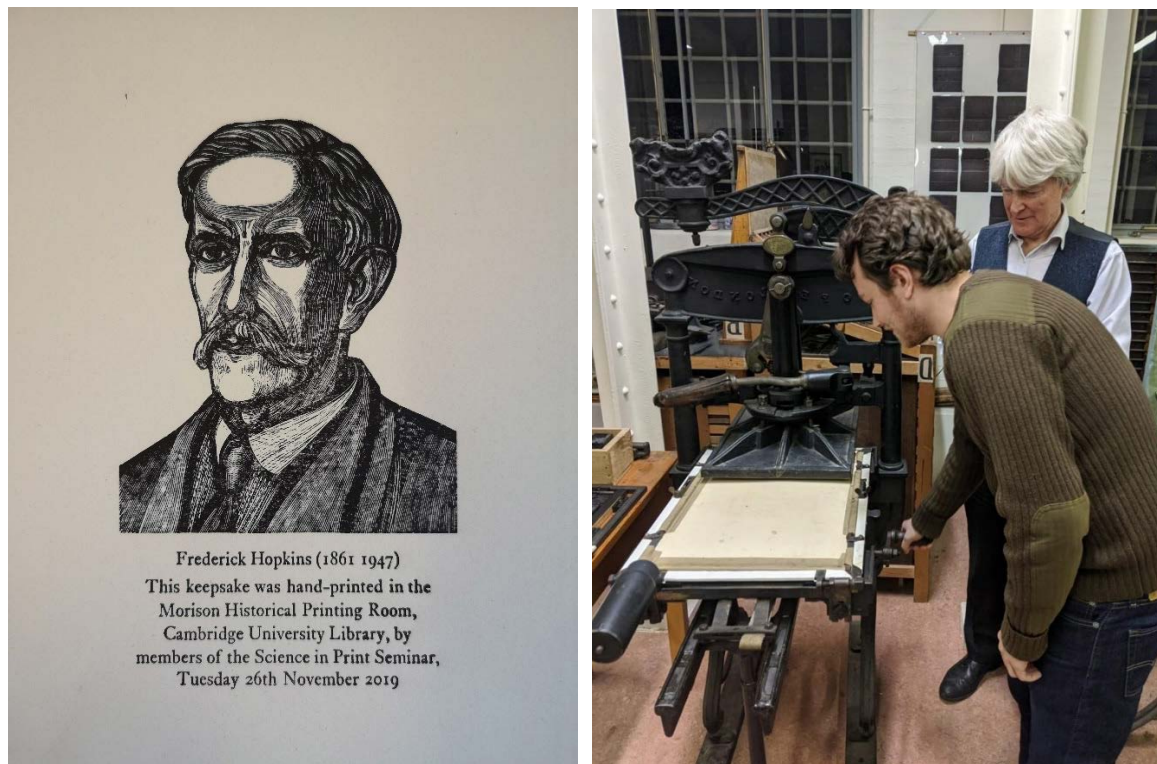 Frederick Hopkins (1861 1947)
This keepsake was hand-printed in the
Morison Historical Printing Room,
Cambridge University Library, by
members of the Science in Print Seminar,
Tuesday 26th November 2019
D
D